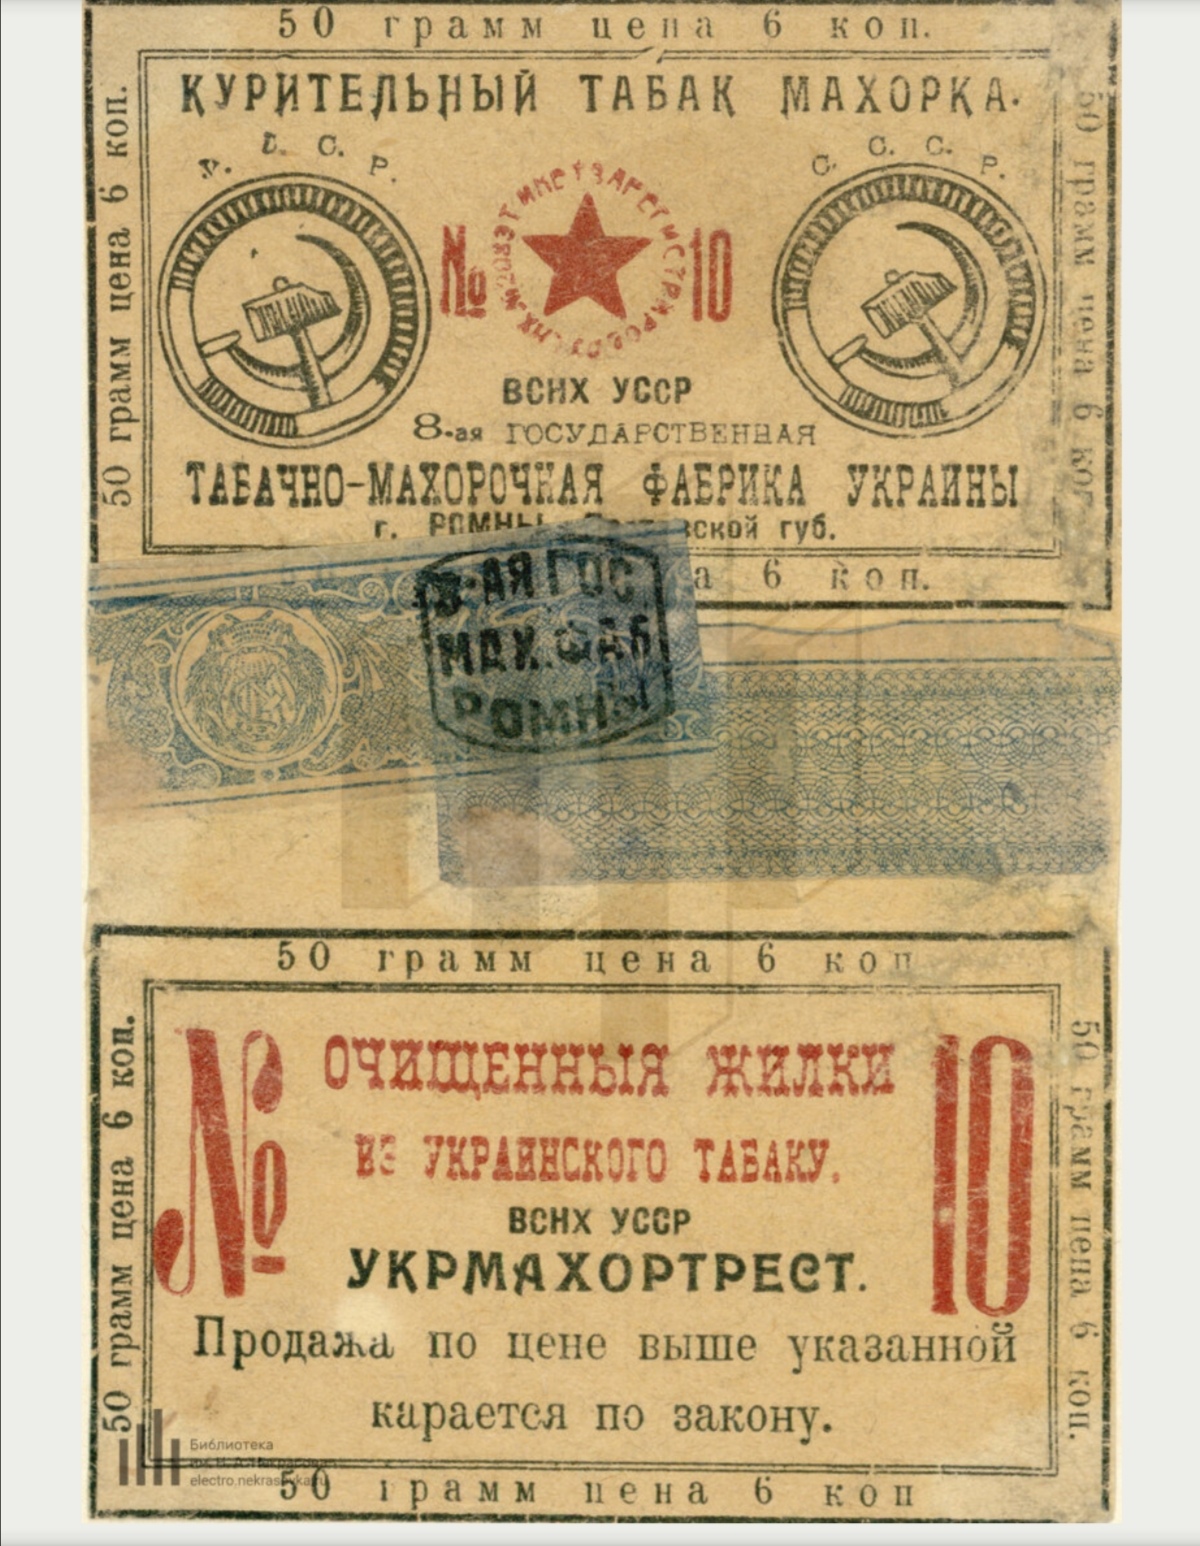 50 грамм цена 6 коп.
КУРИТЕЛЬНЫЙ ТАБАК МАХОРКА.
50 грамм цена 6 коп.
50 грамм цена 6 коп
С. Р.
С. С. С. Р.
№ 10
ВСНХ УССР
8-ая ГОСУДАРСТВЕННАЯ
ТАБАЧНО-МАХОРОЧНАЯ ФАБРИКА УКРАИНЫ
г. РОМНЫ губ.
6 коп.
8-АЯ ГОС
МАХ. ФАБ
РОМНЫ
50 грамм цена 6 коп
50 грамм цена 6 коп.
50 грамм цена 6 коп.
№ 10
ОЧИЩЕННЫЯ ЖИЛКИ
ИЗ УКРАИНСКОГО ТАБАКУ.
ВСНХ УССР
УКРМАХОРТРЕСТ.
Продажа по цене выше указанной
карается по закону.
50 грамм цена 6 коп
Библиотека